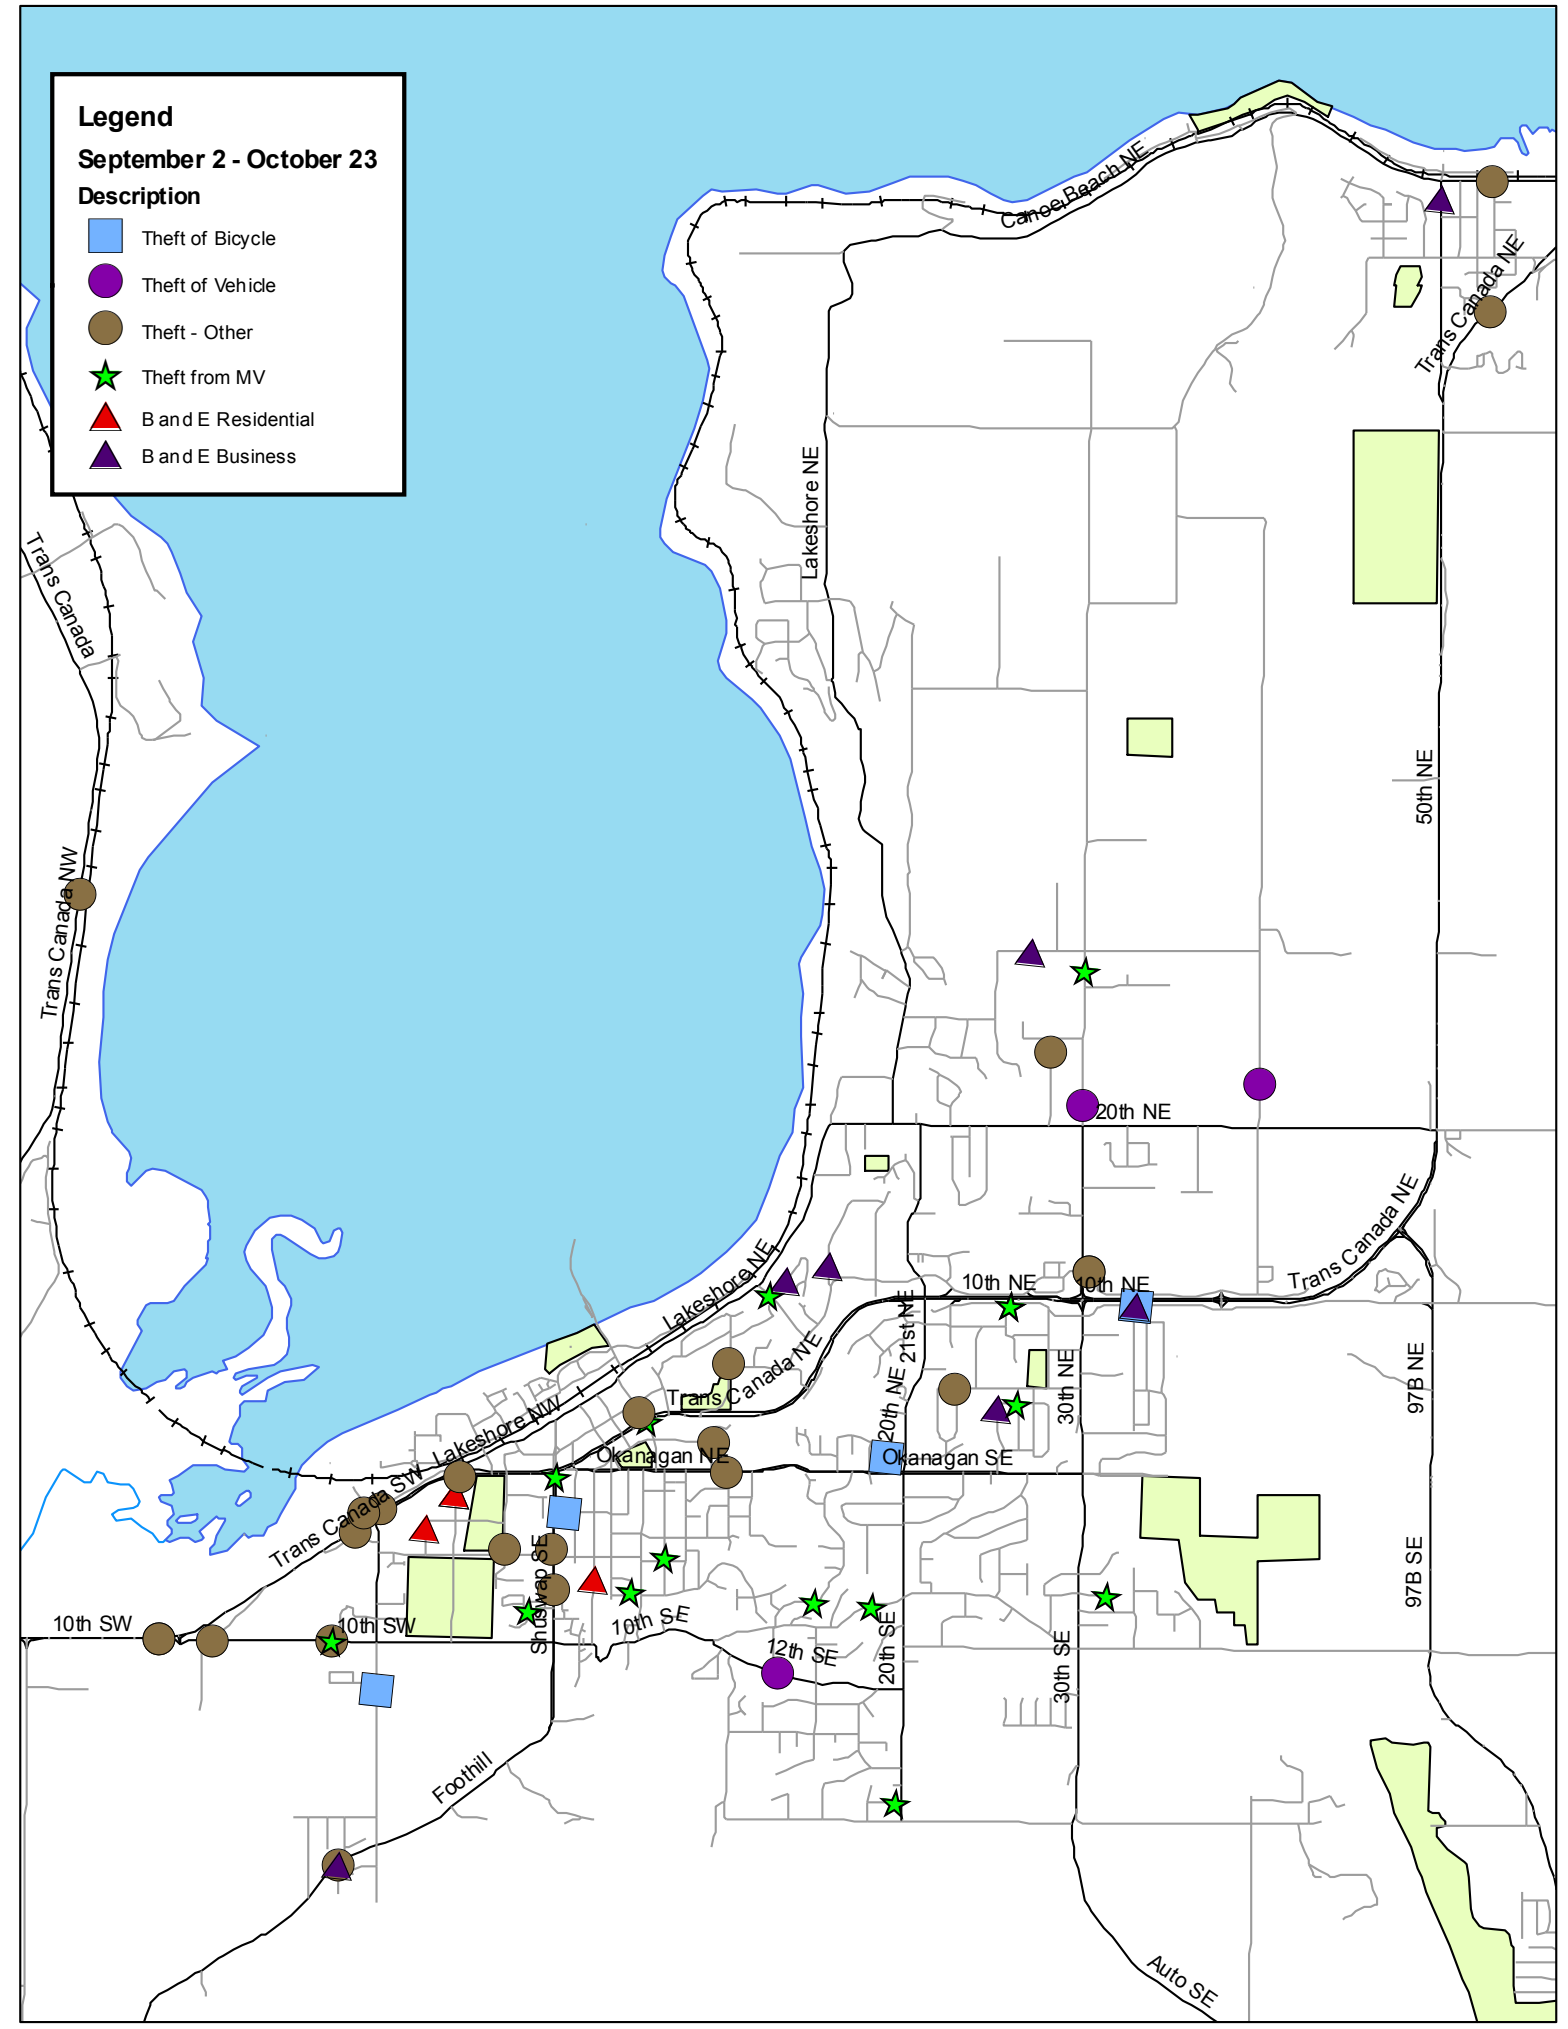 Legend
September 2 - October 23
Description
Theft of Bicycle
Theft of Vehicle
Theft - Other
Theft from MV
B and E Residential
B and E Business
Canoe Beach NE
Trans Canada NE
Lakeshore NE
Trans Canada
50th NE
Trans Canada NW
20th NE
Trans Canada NE
Lakeshore NE
10th NE
10th NE
21st NE
Trans Canada NE
30th NE
97B NE
20th NE
Lakeshore NW
Okanagan NE
Okanagan SE
Trans Canada SW
97B SE
Shuswap SE
10th SW
10th SW
10th SE
12th SE
20th SE
30th SE
Foothill
Auto SE